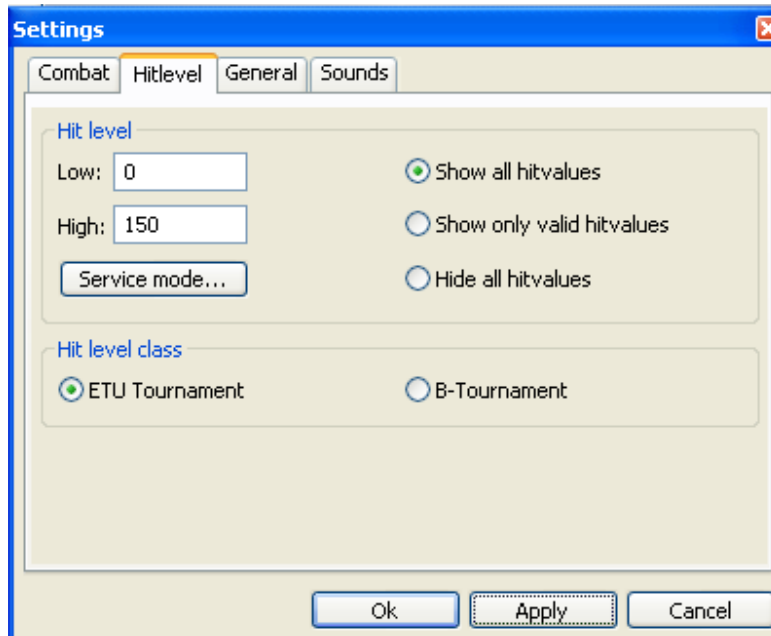 Settings
Combat Hitlevel General Sounds
Hit level
Low: 0 Show all hitvalues
High: 150 Show only valid hitvalues
Service mode... Hide all hitvalues
Hit level class
ETU Tournament B-Tournament
Ok Apply Cancel